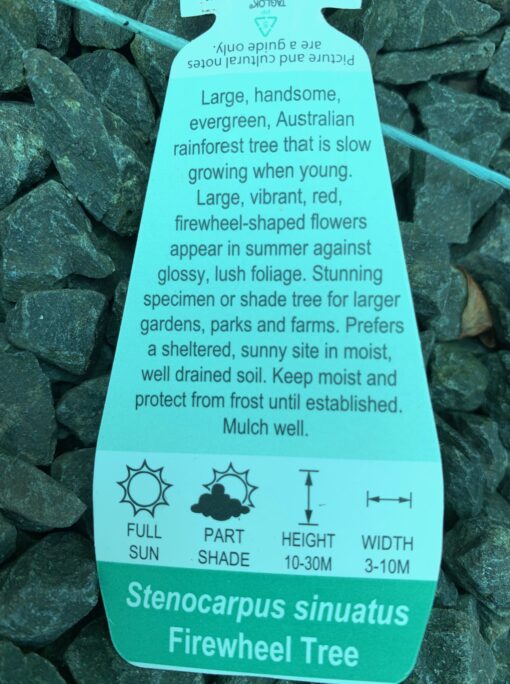 TAGLOK
Picture and cultural notes
are a guide only.
Large, handsome,
evergreen, Australian
rainforest tree that is slow
growing when young.
Large, vibrant, red,
firewheel-shaped flowers
appear in summer against
glossy, lush foliage. Stunning
specimen or shade tree for larger
gardens, parks and farms. Prefers
a sheltered, sunny site in moist,
well drained soil. Keep moist and
protect from frost until established.
Mulch well.
FULL
SUN
PART
SHADE
HEIGHT
10-30M
WIDTH
3-10M
Stenocarpus sinuatus
Firewheel Tree